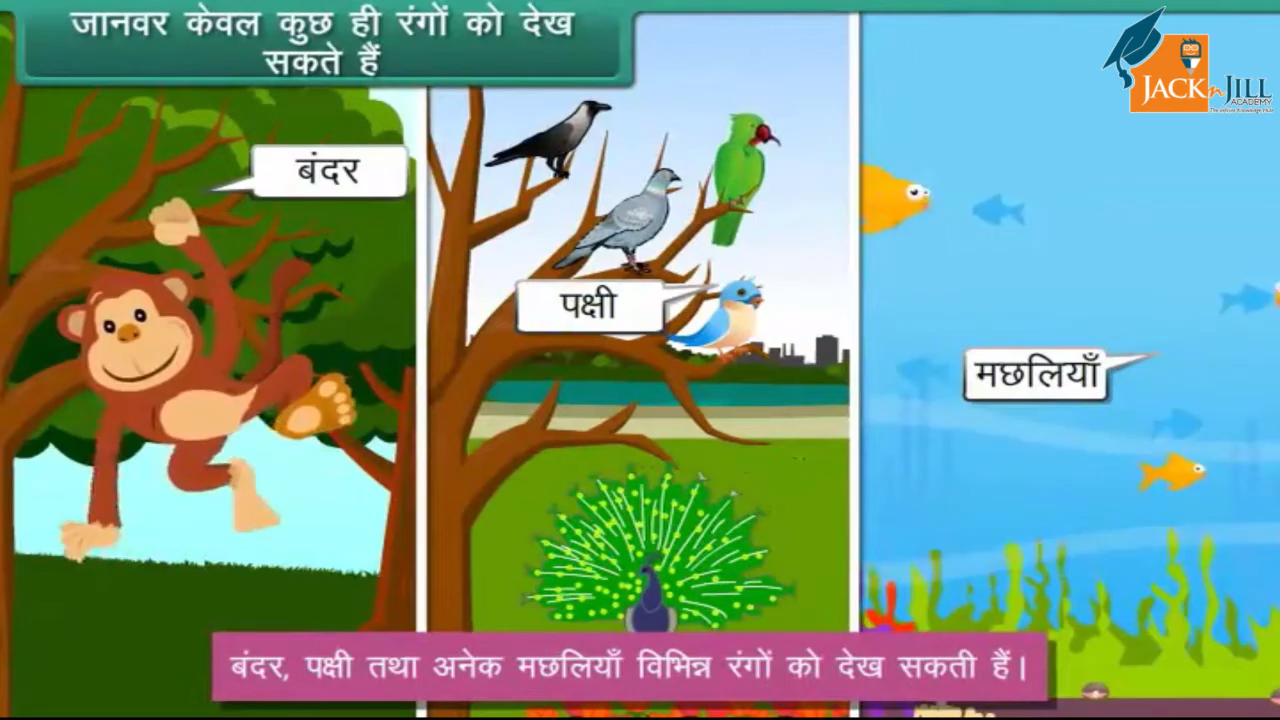 जानवर केवल कुछ ही रंगों को देख
सकते हैं
JACK n JILL
ACADEMY
बंदर
पक्षी
मछलियाँ
बंदर, पक्षी तथा अनेक मछलियाँ विभिन्न रंगों को देख सकती हैं।